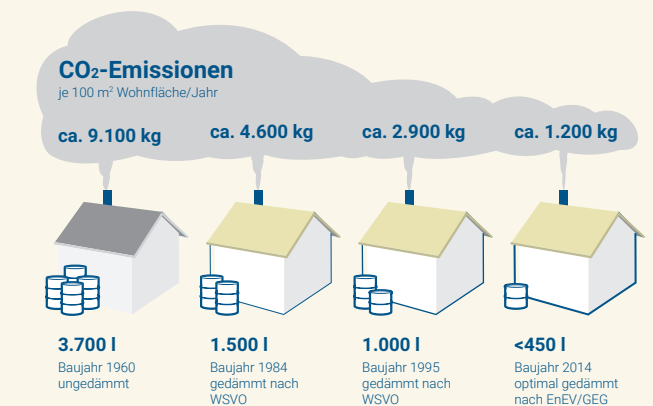 CO₂-Emissionen
je 100 m² Wohnfläche/Jahr
ca. 9.100 kg
ca. 4.600 kg
ca. 2.900 kg
ca. 1.200 kg
3.700 l
Baujahr 1960
ungedämmt
1.500 l
Baujahr 1984
gedämmt nach
WSVO
1.000 l
Baujahr 1995
gedämmt nach
WSVO
<450 l
Baujahr 2014
optimal gedämmt
nach EnEV/GEG